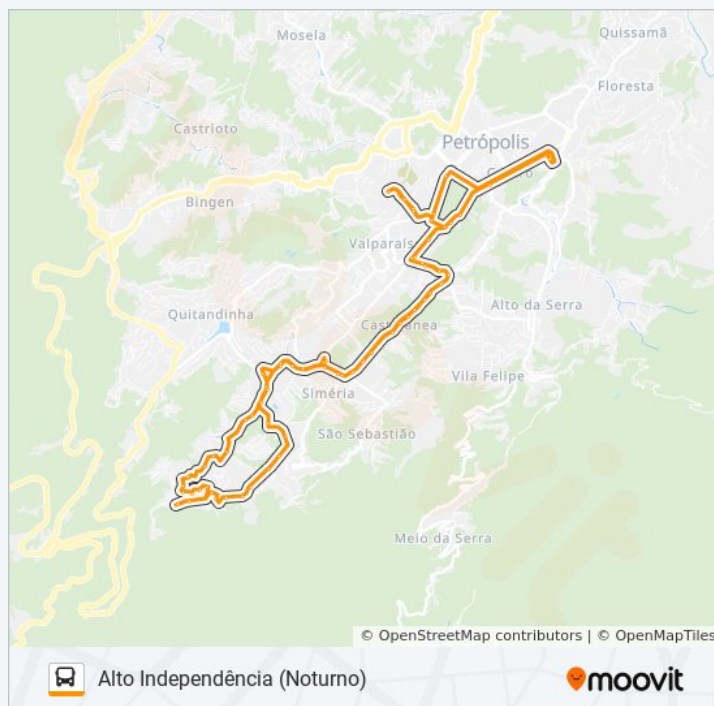 Mosela
Quissamã
Floresta
Castrioto
Petrópolis
Bingen
Valparaís
Quitandinha
Alto da Serra
Vila Felipe
Siméria
São Sebastião
Meio da Serra
© OpenStreetMap contributors | © OpenMapTiles
Alto Independência (Noturno)
moovit